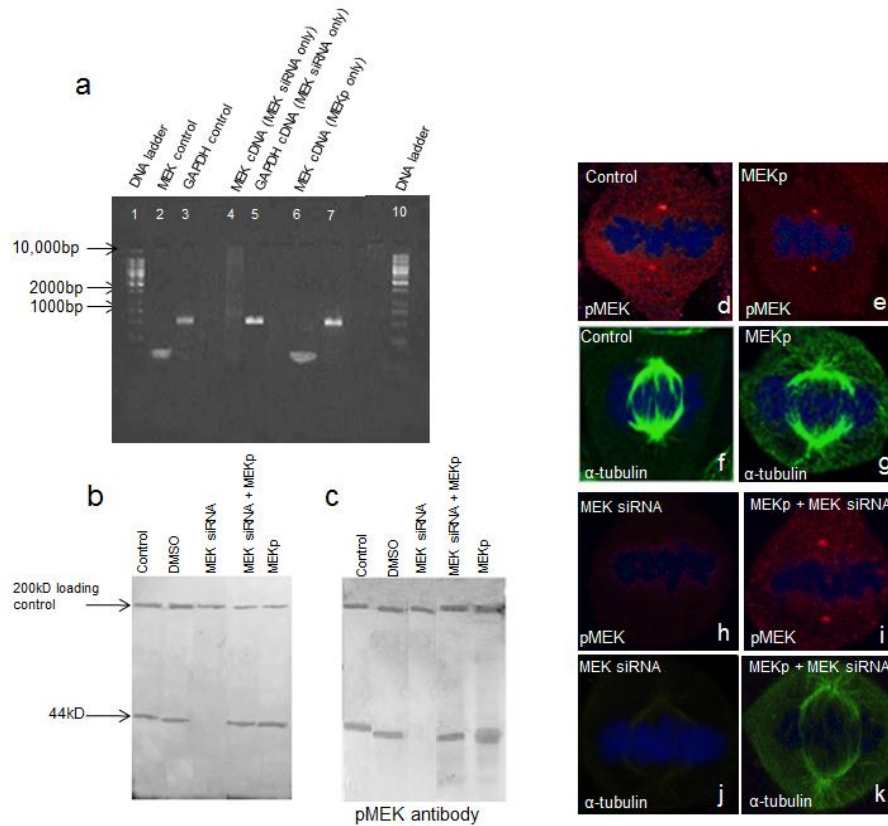 a
DNA ladder
MEK control
GAPDH control
MEK cDNA (MEK siRNA only)
GAPDH cDNA (MEK siRNA only)
MEK cDNA (MEKp only)
DNA ladder
1 2 3 4 5 6 7 10
10,000bp
2000bp
1000bp
b
Control
DMSO
MEK siRNA
MEK siRNA + MEKp
MEKp
200kD loading
control
44kD
c
Control
DMSO
MEK siRNA
MEK siRNA + MEKp
MEKp
pMEK antibody
Control
pMEK
d
MEKp
pMEK
e
Control
α-tubulin
f
MEKp
α-tubulin
g
MEK siRNA
pMEK
h
MEKp + MEK siRNA
pMEK
i
MEK siRNA
α-tubulin
j
MEKp + MEK siRNA
α-tubulin
k